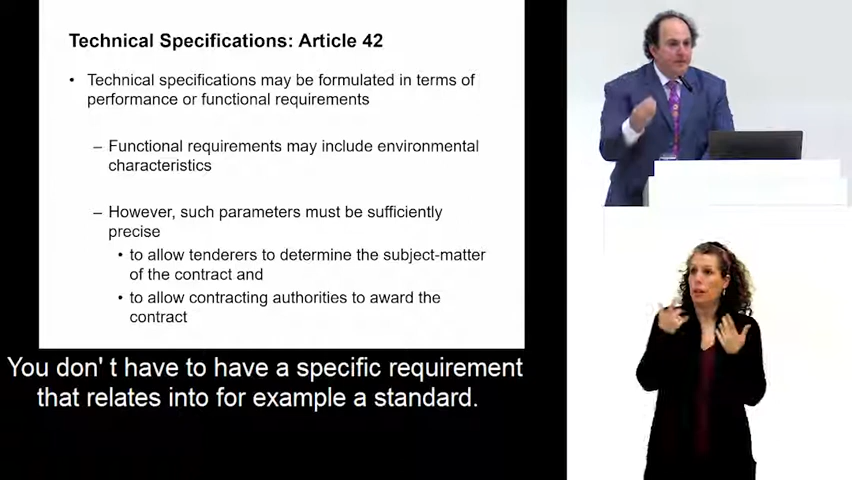 Technical Specifications: Article 42
• Technical specifications may be formulated in terms of
performance or functional requirements
– Functional requirements may include environmental
characteristics
– However, such parameters must be sufficiently
precise
• to allow tenderers to determine the subject-matter
of the contract and
• to allow contracting authorities to award the
contract
You don' t have to have a specific requirement
that relates into for example a standard.